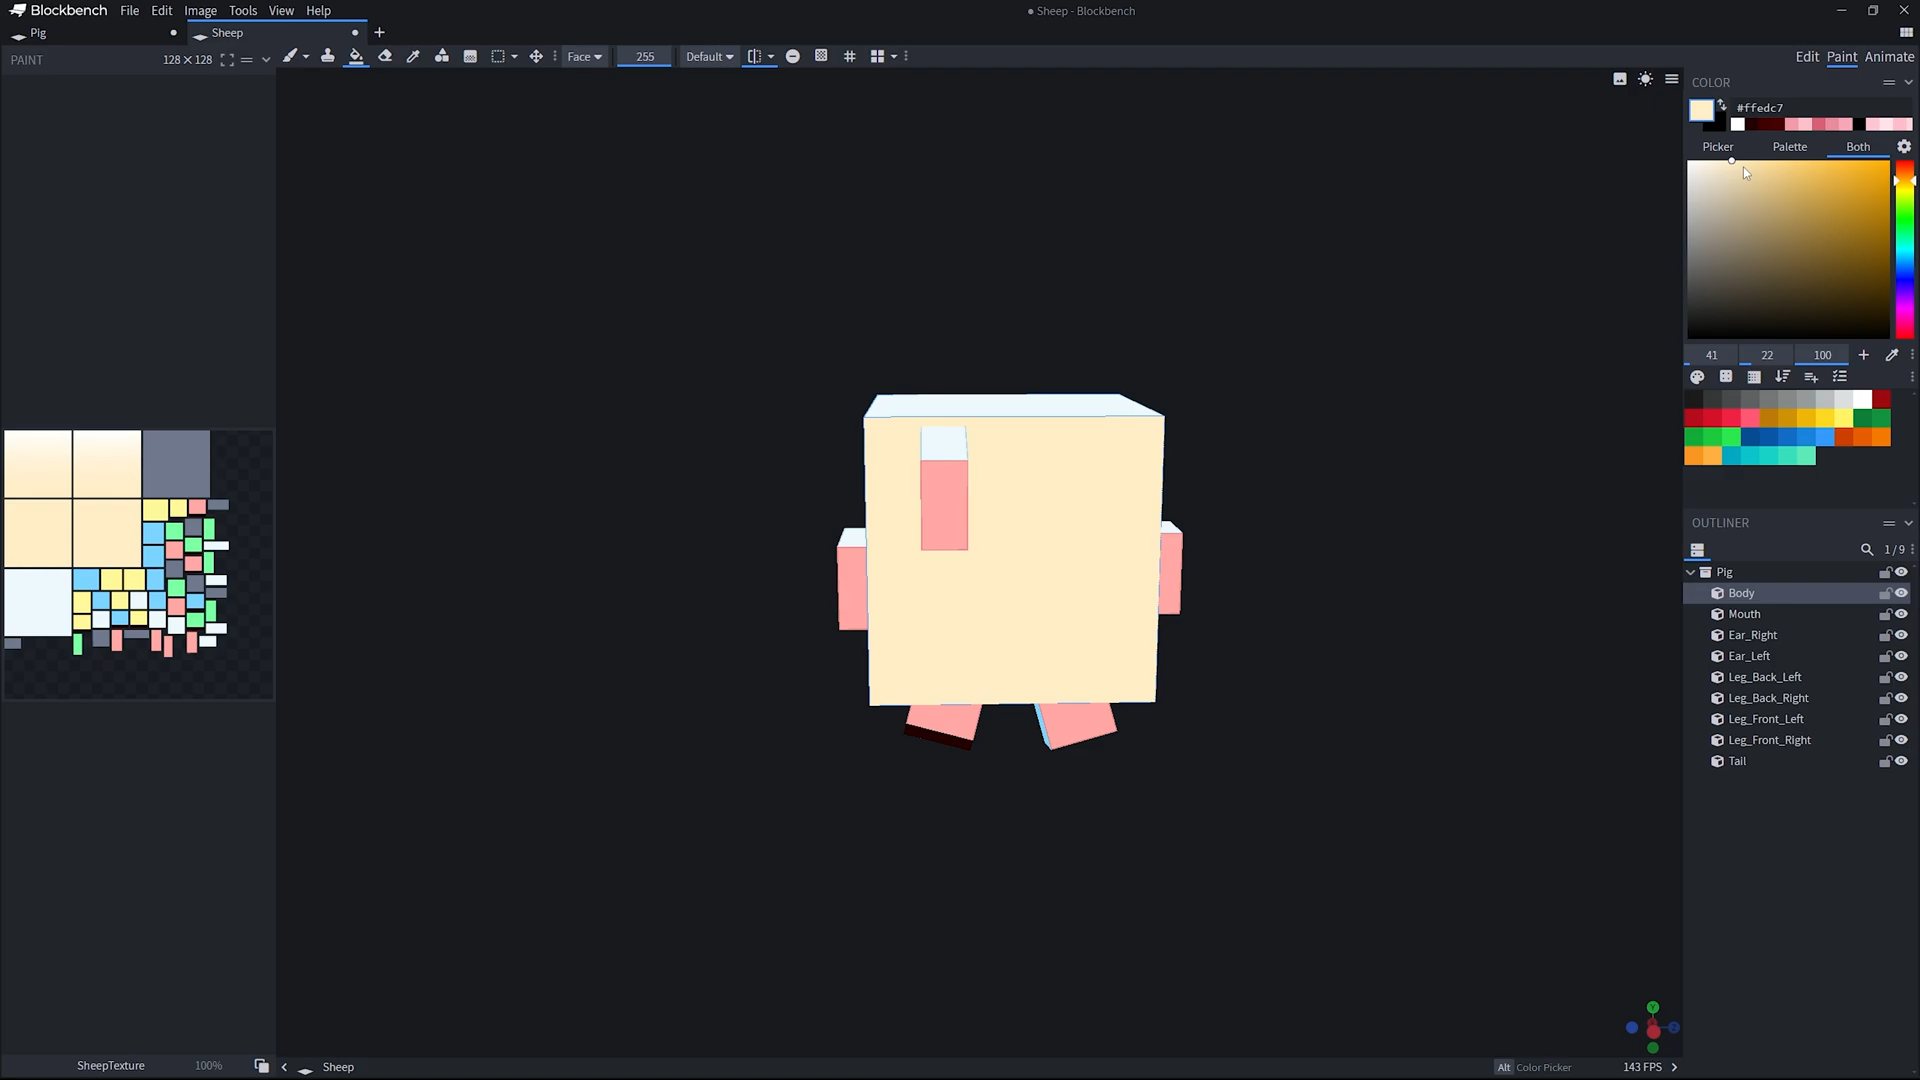 Blockbench File Edit Image Tools View Help
Sheep - Blockbench
Pig
Sheep
PAINT 128×128
Face 255 Default
Edit Paint Animate
COLOR
#ffedc7
Picker Palette Both
41 22 100
OUTLINER
1/9
Pig
Body
Mouth
Ear_Right
Ear_Left
Leg_Back_Left
Leg_Back_Right
Leg_Front_Left
Leg_Front_Right
Tail
Y
Z
SheepTexture 100%
Sheep
Alt Color Picker
143 FPS